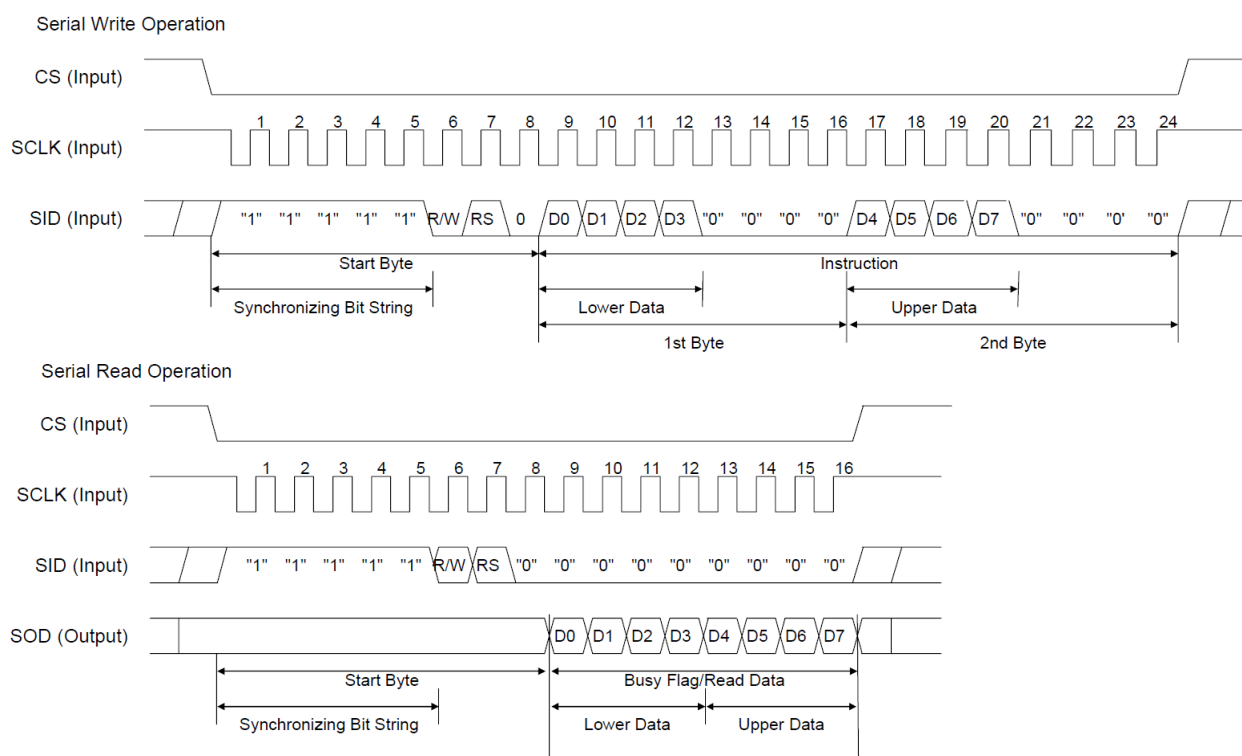 Serial Write Operation
CS (Input)
1 2 3 4 5 6 7 8 9 10 11 12 13 14 15 16 17 18 19 20 21 22 23 24
SCLK (Input)
SID (Input) "1" "1" "1" "1" "1" R/W RS 0 D0 D1 D2 D3 "0" "0" "0" "0" D4 D5 D6 D7 "0" "0" "0' "0"
Start Byte Instruction
Synchronizing Bit String Lower Data Upper Data
1st Byte 2nd Byte
Serial Read Operation
CS (Input)
1 2 3 4 5 6 7 8 9 10 11 12 13 14 15 16
SCLK (Input)
SID (Input) "1" "1" "1" "1" "1" R/W RS "0" "0" "0" "0" "0" "0" "0" "0" "0"
SOD (Output) D0 D1 D2 D3 D4 D5 D6 D7
Start Byte Busy Flag/Read Data
Synchronizing Bit String Lower Data Upper Data